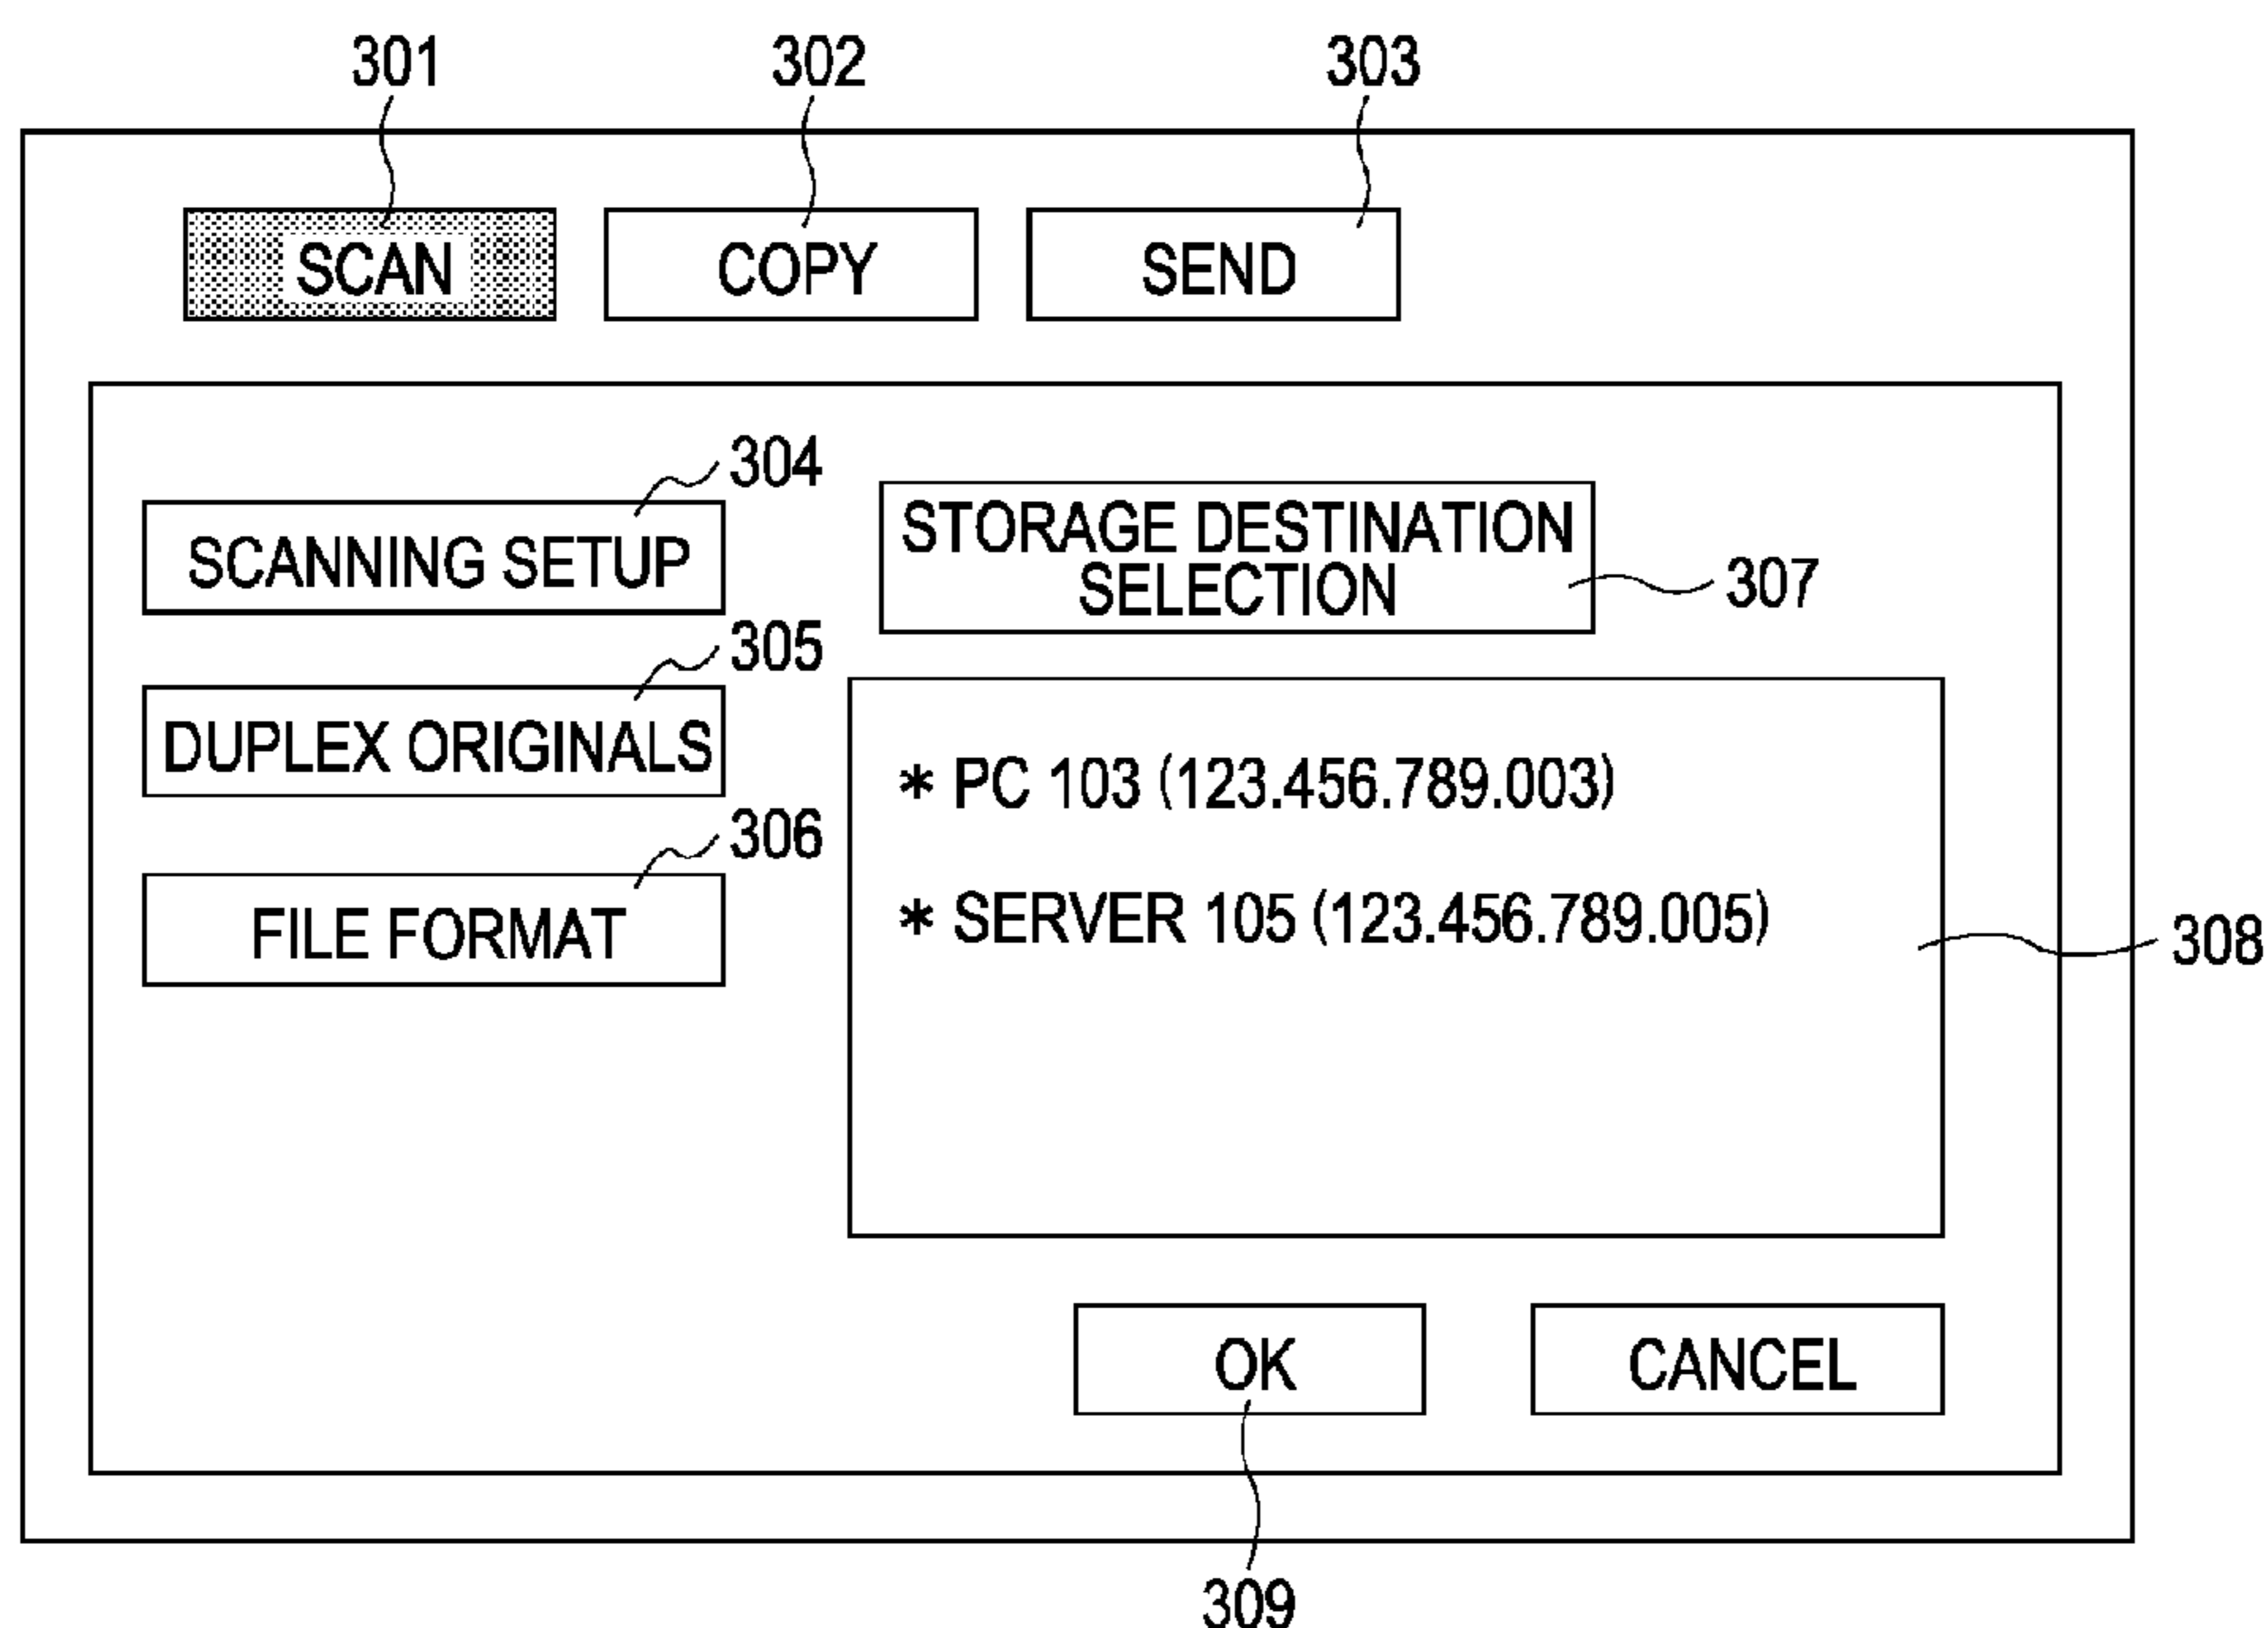 301 302 303
SCAN COPY SEND
304
SCANNING SETUP
305
DUPLEX ORIGINALS
306
FILE FORMAT
STORAGE DESTINATION
SELECTION
307
* PC 103 (123.456.789.003)
* SERVER 105 (123.456.789.005)
308
OK CANCEL
309